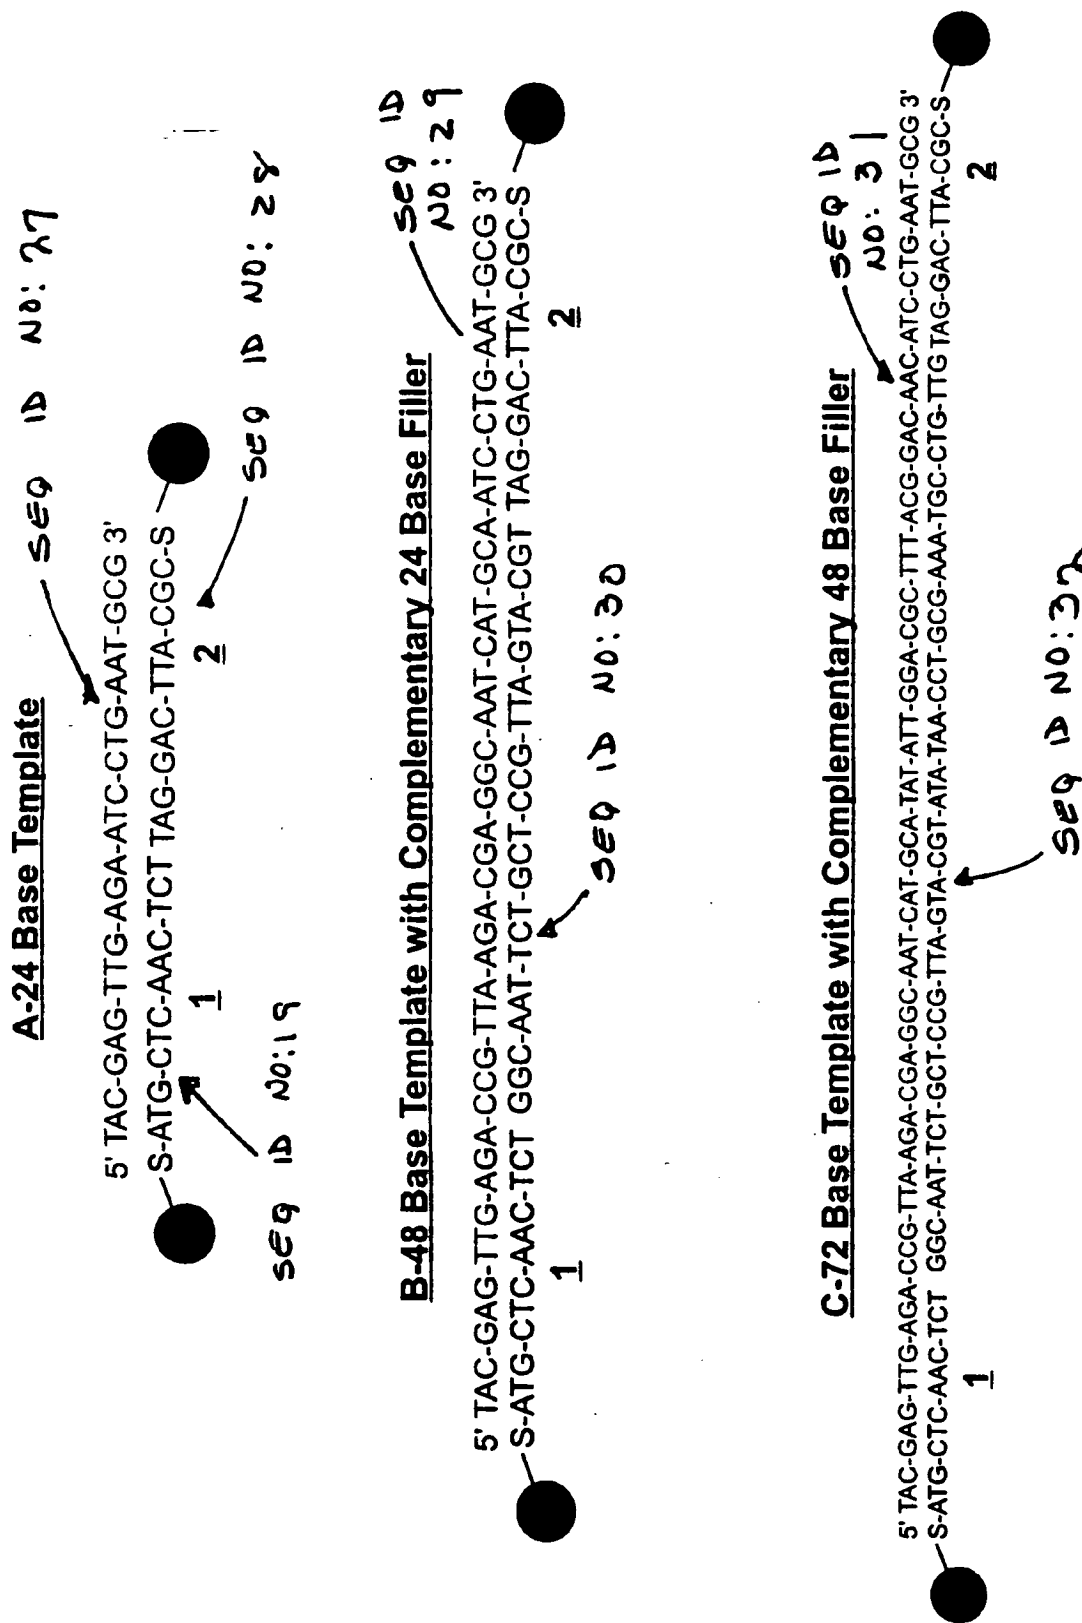 A-24 Base Template
SEQ ID NO: 27
5' TAC-GAG-TTG-AGA-ATC-CTG-AAT-GCG 3'
S-ATG-CTC-AAC-TCT TAG-GAC-TTA-CGC-S
1
2
SEQ ID NO:19
SEQ ID NO: 28
B-48 Base Template with Complementary 24 Base Filler
SEQ ID
NO: 29
5' TAC-GAG-TTG-AGA-CCG-TTA-AGA-CGA-GGC-AAT-CAT-GCA-ATC-CTG-AAT-GCG 3'
S-ATG-CTC-AAC-TCT GGC-AAT-TCT-GCT-CCG-TTA-GTA-CGT TAG-GAC-TTA-CGC-S
1
2
SEQ ID NO: 30
C-72 Base Template with Complementary 48 Base Filler
SEQ ID
NO: 31
5' TAC-GAG-TTG-AGA-CCG-TTA-AGA-CGA-GGC-AAT-CAT-GCA-TAT-ATT-GGA-CGC-TTT-ACG-GAC-AAC-ATC-CTG-AAT-GCG 3'
S-ATG-CTC-AAC-TCT GGC-AAT-TCT-GCT-CCG-TTA-GTA-CGT-ATA-TAA-CCT-GCG-AAA-TGC-CTG-TTG TAG-GAC-TTA-CGC-S
1
2
SEQ ID NO: 32